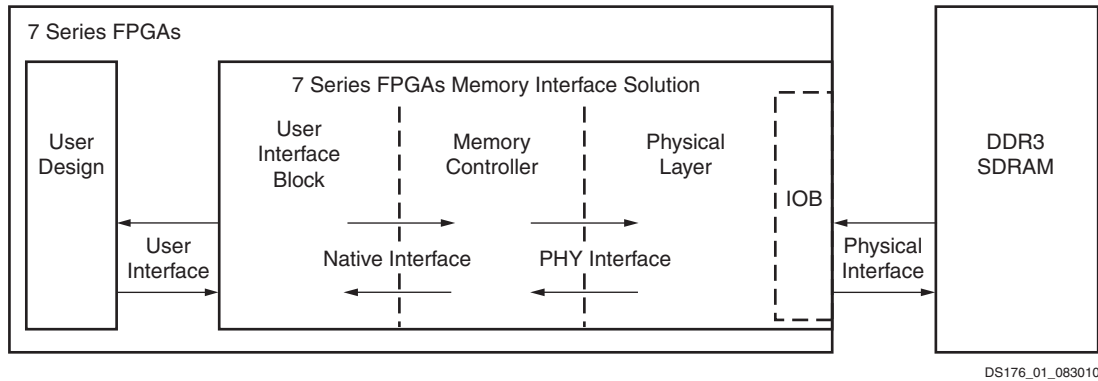 7 Series FPGAs
7 Series FPGAs Memory Interface Solution
User
Design
User
Interface
Block
Memory
Controller
Physical
Layer
IOB
DDR3
SDRAM
User
Interface
Native Interface
PHY Interface
Physical
Interface
DS176_01_083010